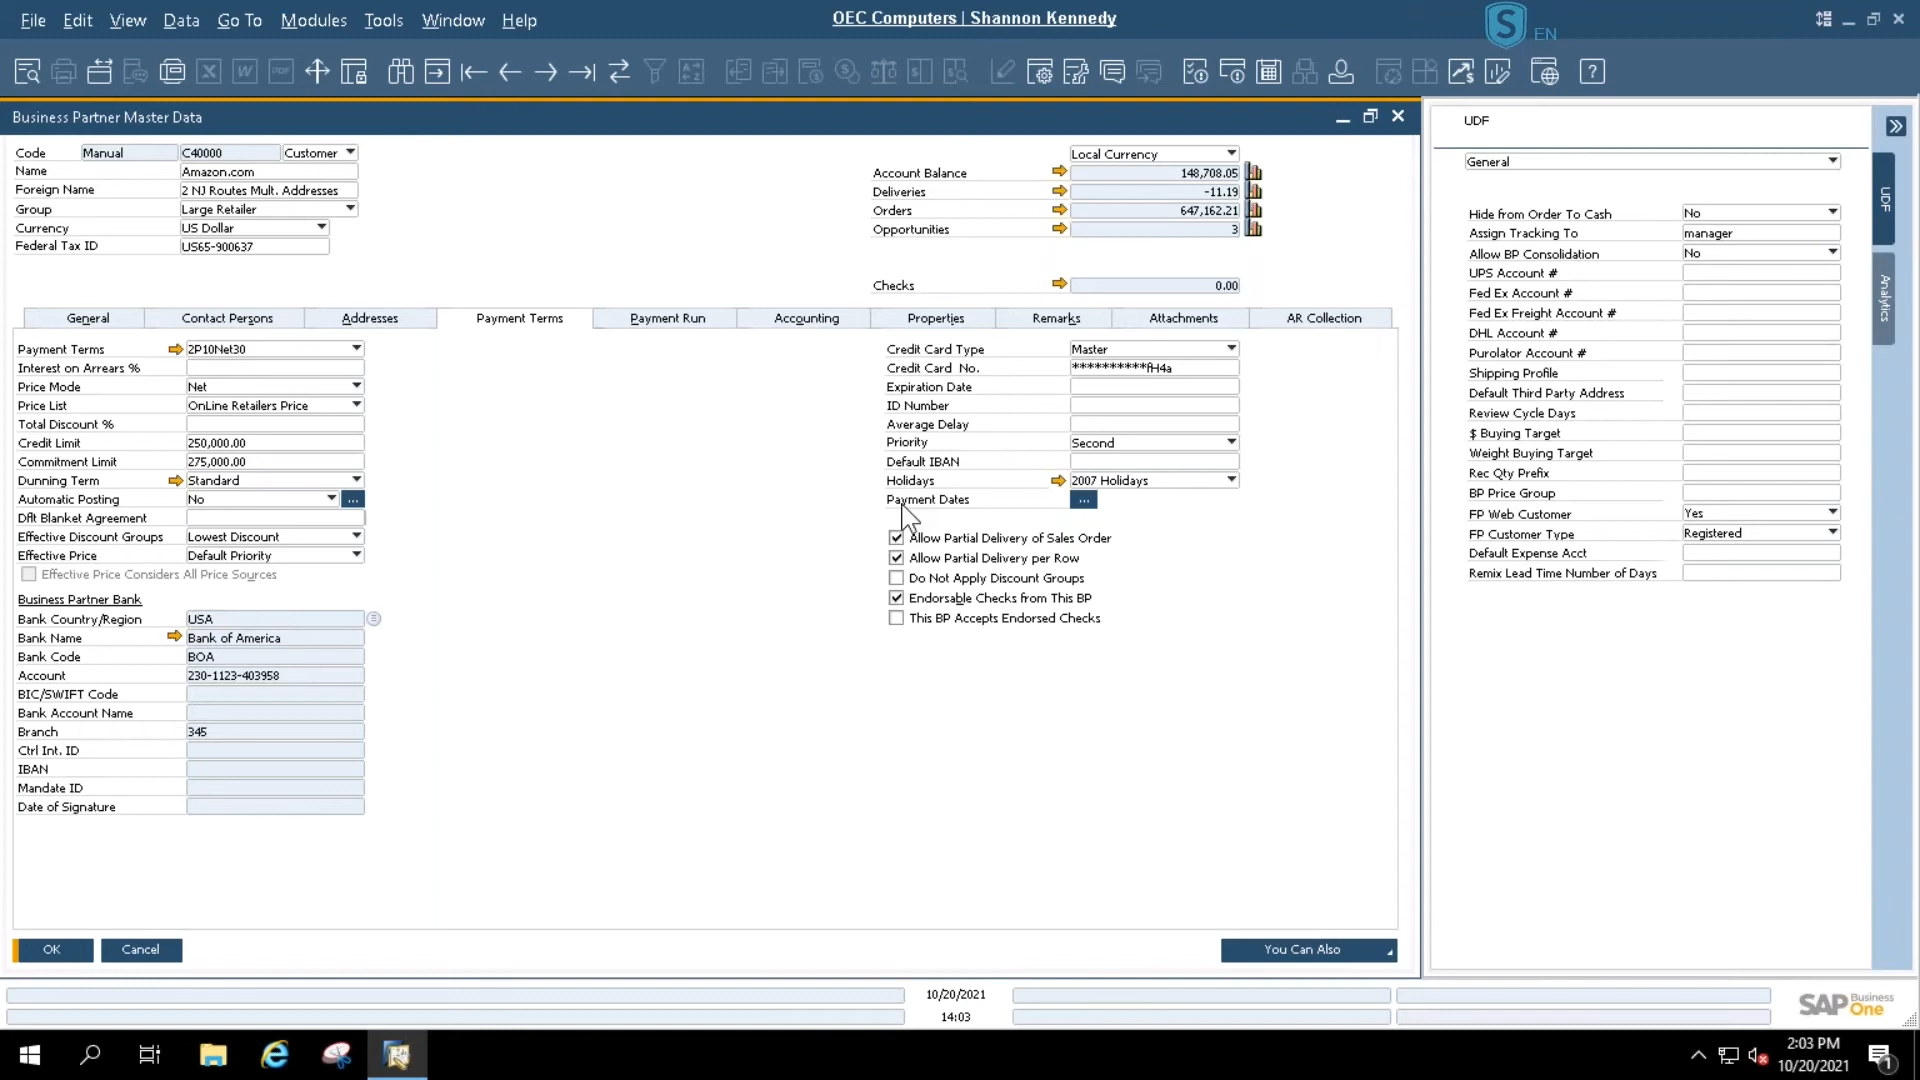 File Edit View Data Go To Modules Tools Window Help
OEC Computers | Shannon Kennedy
S EN
Business Partner Master Data
Code Manual C40000 Customer
Name Amazon.com
Foreign Name 2 NJ Routes Mult. Addresses
Group Large Retailer
Currency US Dollar
Federal Tax ID US65-900637
Local Currency
Account Balance 148,708.05
Deliveries -11.19
Orders 647,162.21
Opportunities 3
Checks 0.00
General Contact Persons Addresses Payment Terms Payment Run Accounting Properties Remarks Attachments AR Collection
Payment Terms 2P10Net30
Interest on Arrears %
Price Mode Net
Price List OnLine Retailers Price
Total Discount %
Credit Limit 250,000.00
Commitment Limit 275,000.00
Dunning Term Standard
Automatic Posting No ...
Dflt Blanket Agreement
Effective Discount Groups Lowest Discount
Effective Price Default Priority
Effective Price Considers All Price Sources
Business Partner Bank
Bank Country/Region USA
Bank Name Bank of America
Bank Code BOA
Account 230-1123-403958
BIC/SWIFT Code
Bank Account Name
Branch 345
Ctrl Int. ID
IBAN
Mandate ID
Date of Signature
Credit Card Type Master
Credit Card No. **********fH4a
Expiration Date
ID Number
Average Delay
Priority Second
Default IBAN
Holidays 2007 Holidays
Payment Dates ...
Allow Partial Delivery of Sales Order
Allow Partial Delivery per Row
Do Not Apply Discount Groups
Endorsable Checks from This BP
This BP Accepts Endorsed Checks
OK Cancel You Can Also
UDF
General
Hide from Order To Cash No
Assign Tracking To manager
Allow BP Consolidation No
UPS Account #
Fed Ex Account #
Fed Ex Freight Account #
DHL Account #
Purolator Account #
Shipping Profile
Default Third Party Address
Review Cycle Days
$ Buying Target
Weight Buying Target
Rec Qty Prefix
BP Price Group
FP Web Customer Yes
FP Customer Type Registered
Default Expense Acct
Remix Lead Time Number of Days
UDF
Analytics
10/20/2021
14:03
SAP Business One
2:03 PM
10/20/2021
1